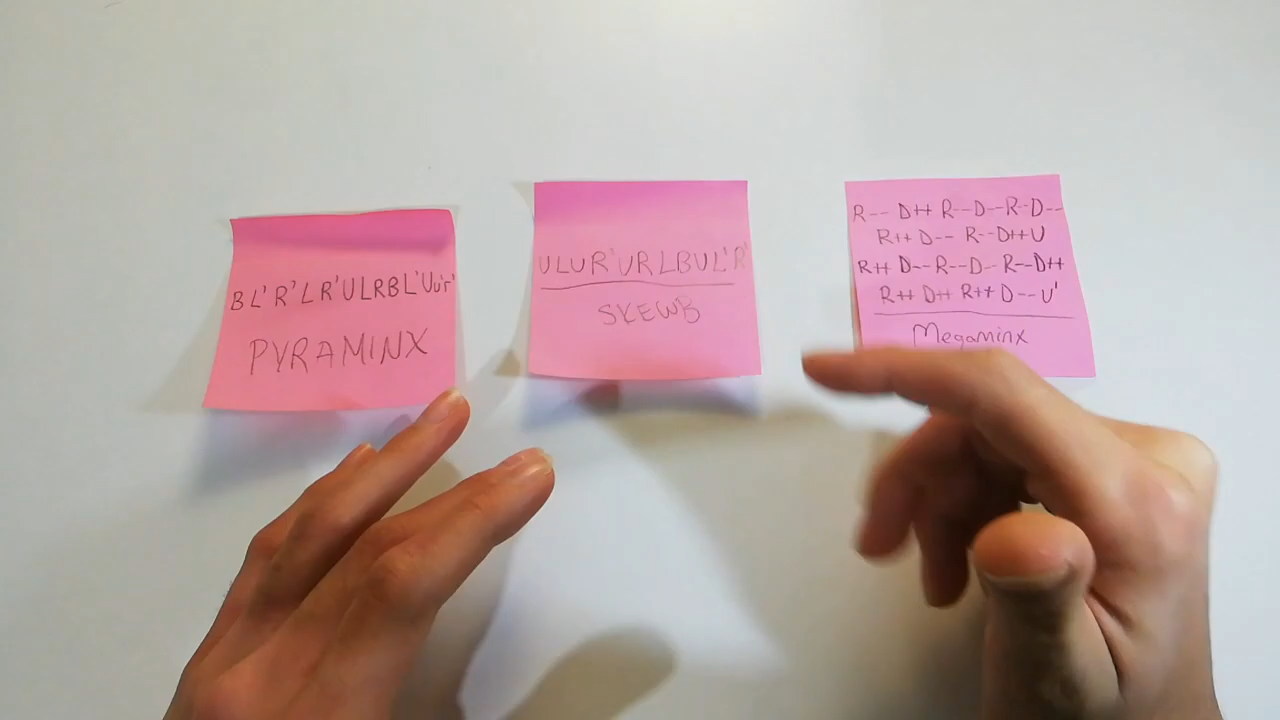 BL'R'LR'ULRBL'Uu'r'
PYRAMINX
ULUR'URLBUL'R'
SKEWB
R-- D++ R--D--R--D--
R++ D-- R--D++U
R++ D--R--D-- R--D++
R++ D++ R++ D--U'
Megaminx